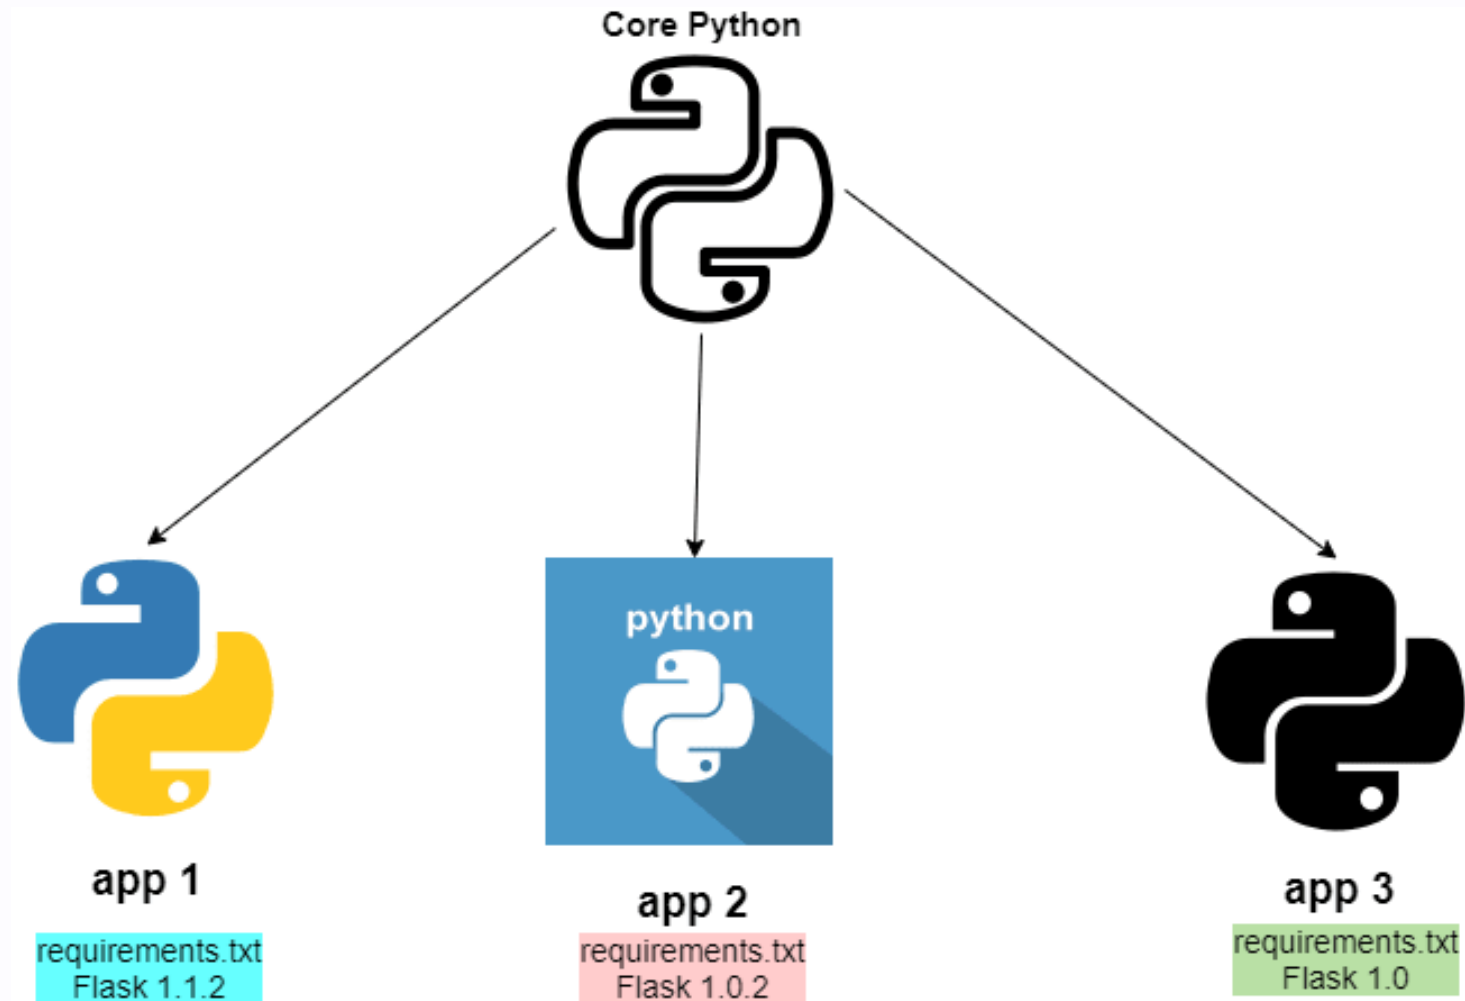 Core Python
python
app 1
requirements.txt
Flask 1.1.2
app 2
requirements.txt
Flask 1.0.2
app 3
requirements.txt
Flask 1.0